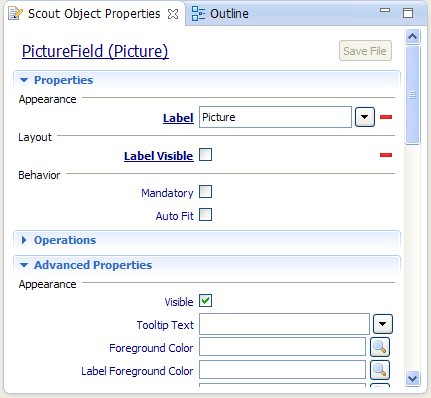 Scout Object Properties Outline
PictureField (Picture)
Save File
Properties
Appearance
Label Picture
Layout
Label Visible
Behavior
Mandatory
Auto Fit
Operations
Advanced Properties
Appearance
Visible
Tooltip Text
Foreground Color
Label Foreground Color